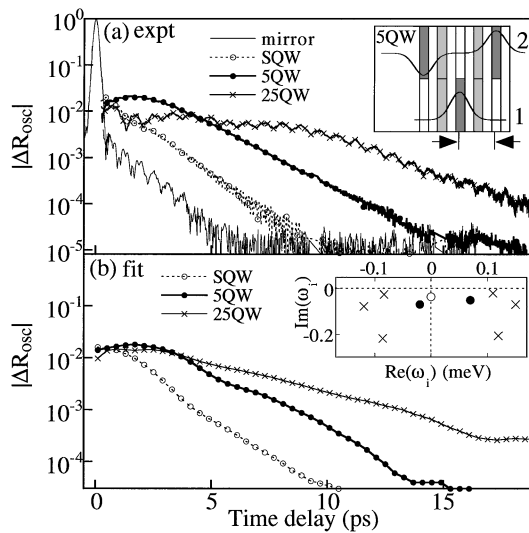 (a) expt
mirror
SQW
5QW
25QW
5QW
2
1
10⁰
10⁻¹
10⁻²
10⁻³
10⁻⁴
10⁻⁵
|ΔR_osc|
(b) fit
SQW
5QW
25QW
-0.1 0 0.1
0
-0.2
Im(ω_i)
Re(ω_i) (meV)
10⁻¹
10⁻²
10⁻³
10⁻⁴
|ΔR_osc|
0 5 10 15
Time delay (ps)